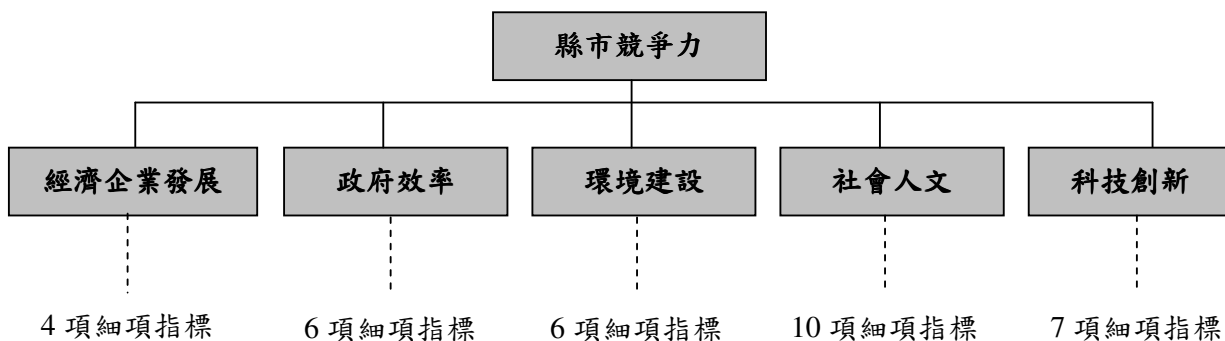 縣市競爭力
經濟企業發展
政府效率
環境建設
社會人文
科技創新
4 項細項指標
6 項細項指標
6 項細項指標
10 項細項指標
7 項細項指標